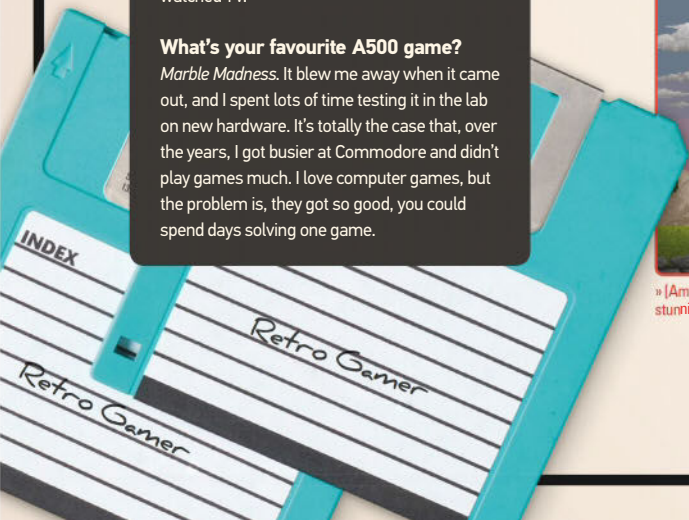 What's your favourite A500 game?
Marble Madness. It blew me away when it came
out, and I spent lots of time testing it in the lab
on new hardware. It's totally the case that, over
the years, I got busier at Commodore and didn't
play games much. I love computer games, but
the problem is, they got so good, you could
spend days solving one game.
INDEX
Retro Gamer
Retro Gamer
» [Am
stunni